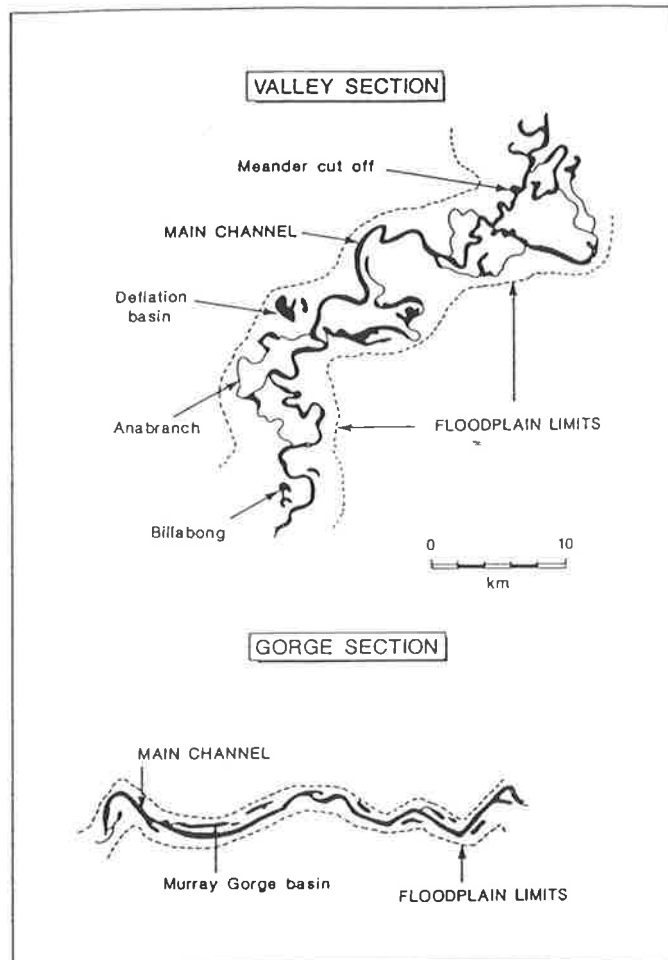 VALLEY SECTION
Meander cut off
MAIN CHANNEL
Deflation
basin
Anabranch
FLOODPLAIN LIMITS
Billabong
0 10
km
GORGE SECTION
MAIN CHANNEL
Murray Gorge basin
FLOODPLAIN LIMITS